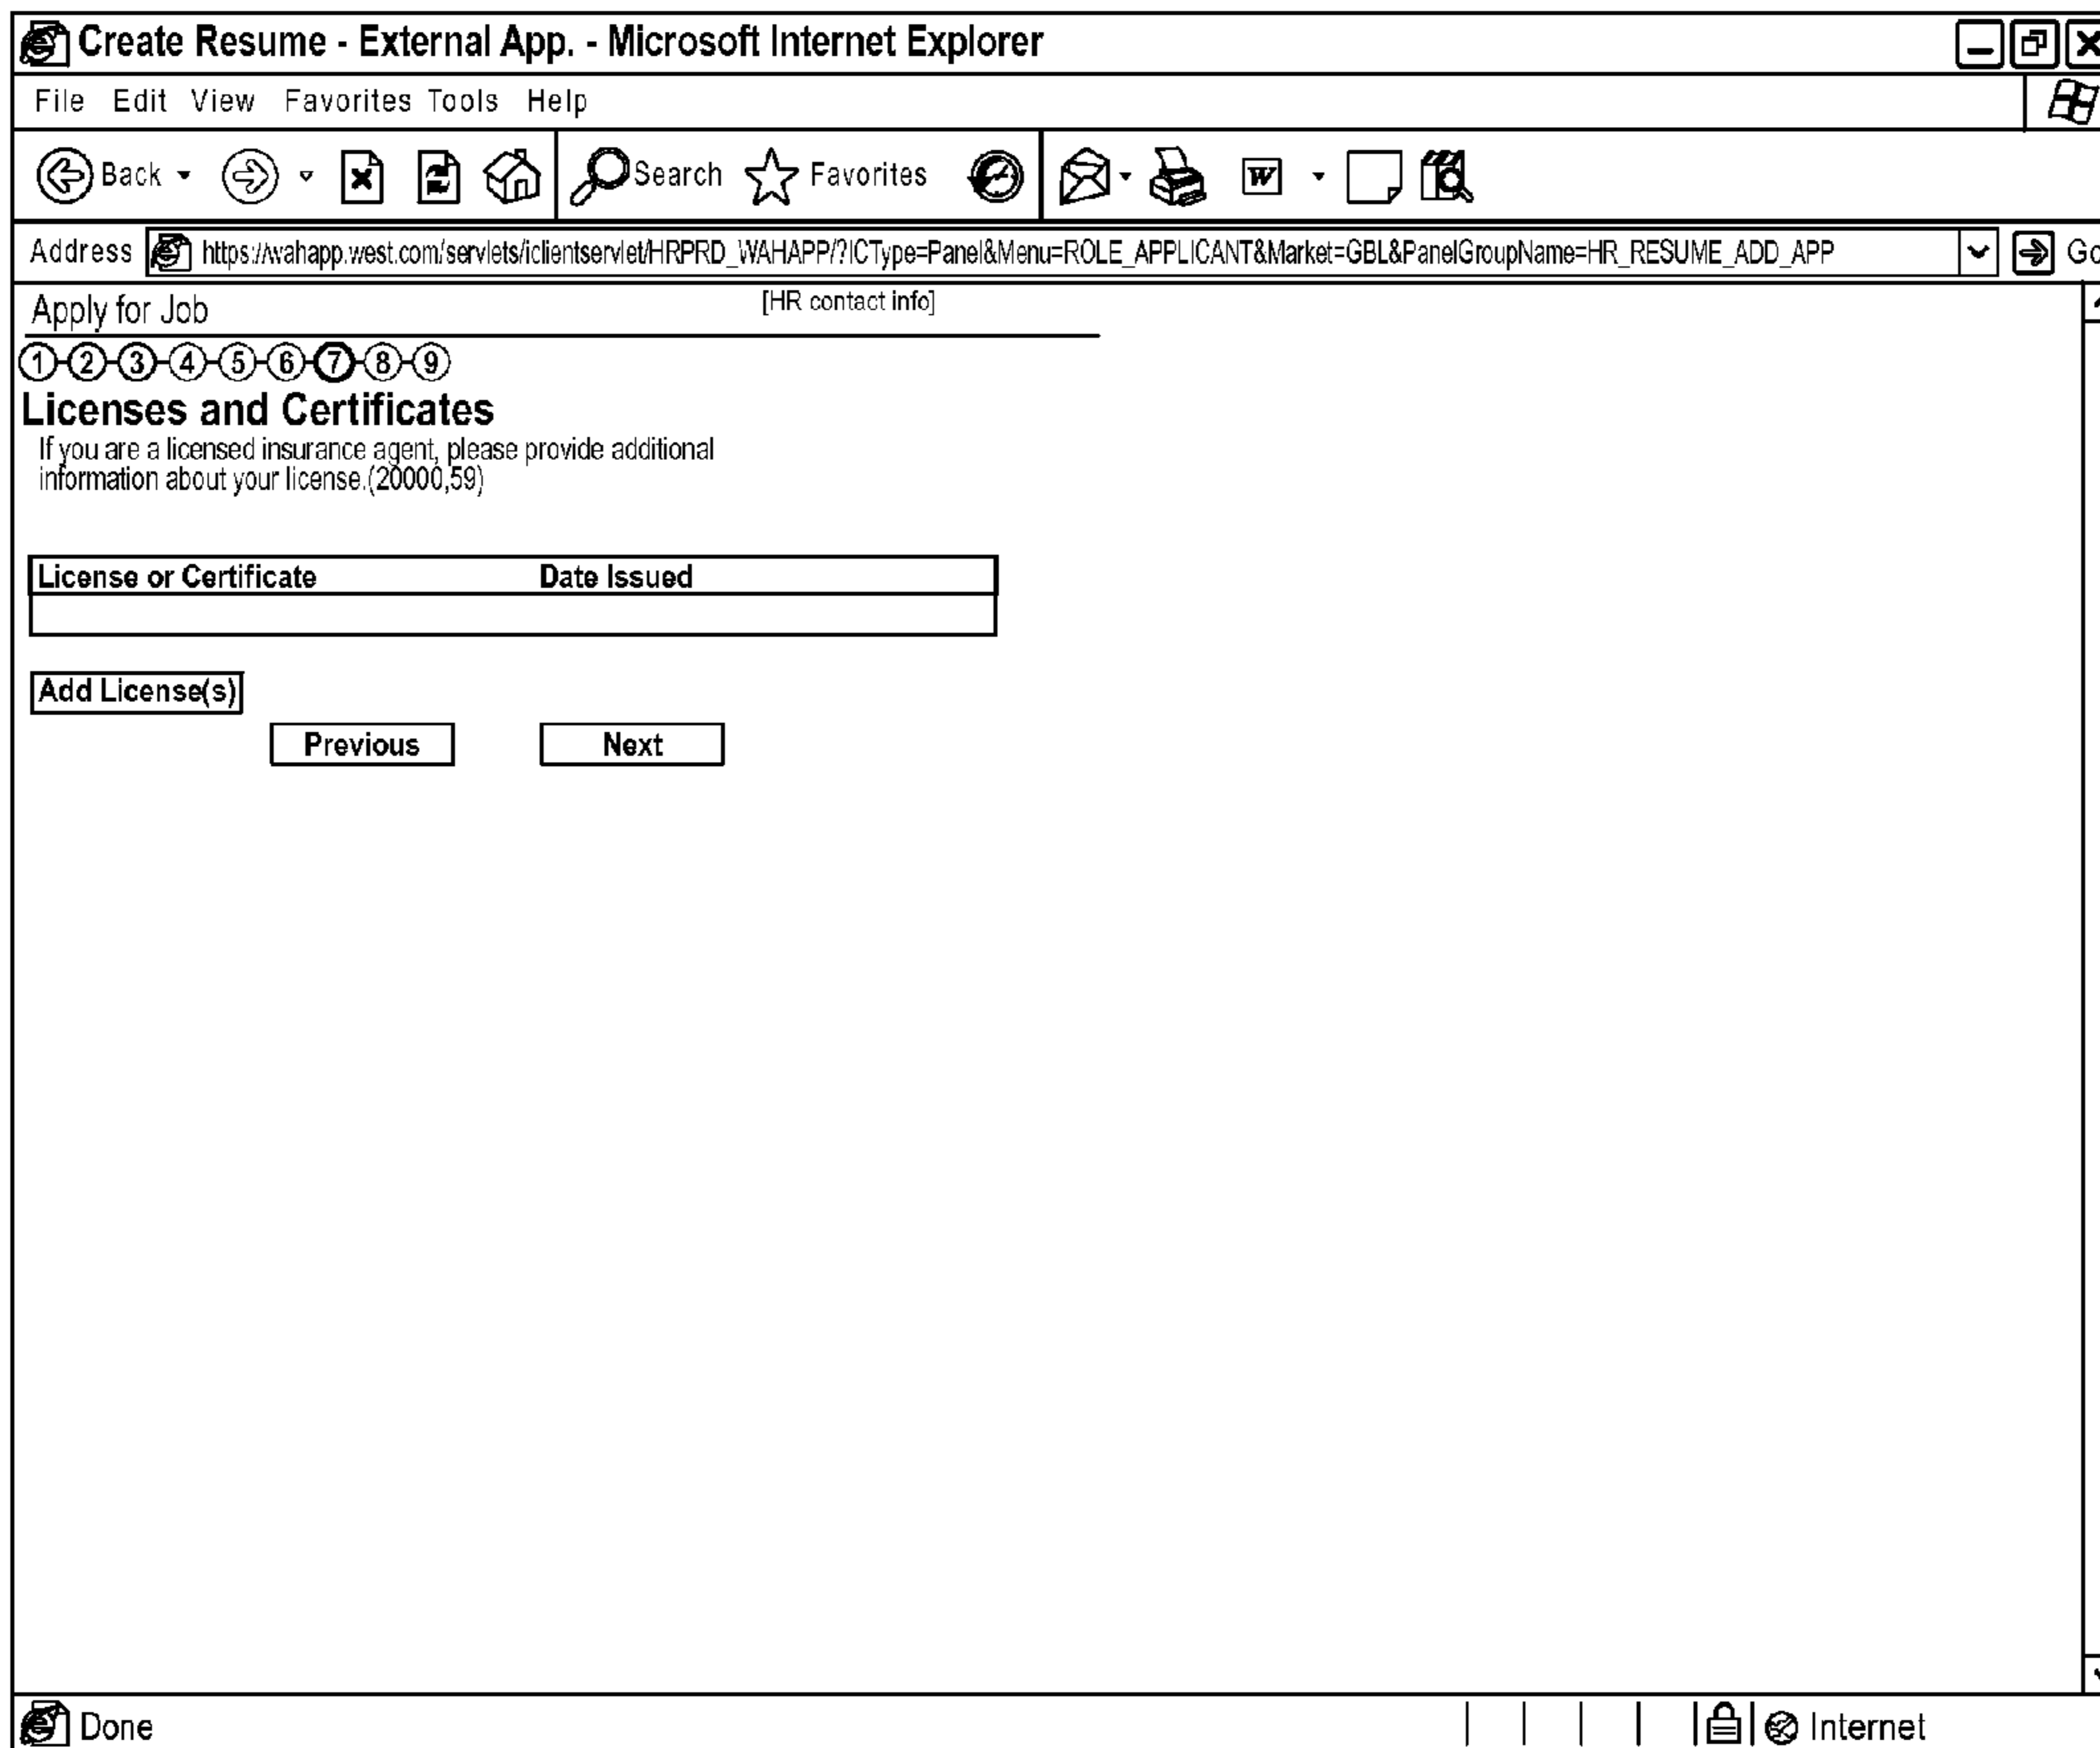 Create Resume - External App. - Microsoft Internet Explorer
File Edit View Favorites Tools Help
Back Search Favorites W
Address https://wahapp.west.com/servlets/iclientservlet/HRPRD_WAHAPP/?ICType=Panel&Menu=ROLE_APPLICANT&Market=GBL&PanelGroupName=HR_RESUME_ADD_APP Go
Apply for Job [HR contact info]
1 2 3 4 5 6 7 8 9
Licenses and Certificates
If you are a licensed insurance agent, please provide additional
information about your license.(20000,59)
License or Certificate Date Issued
Add License(s)
Previous Next
Done Internet